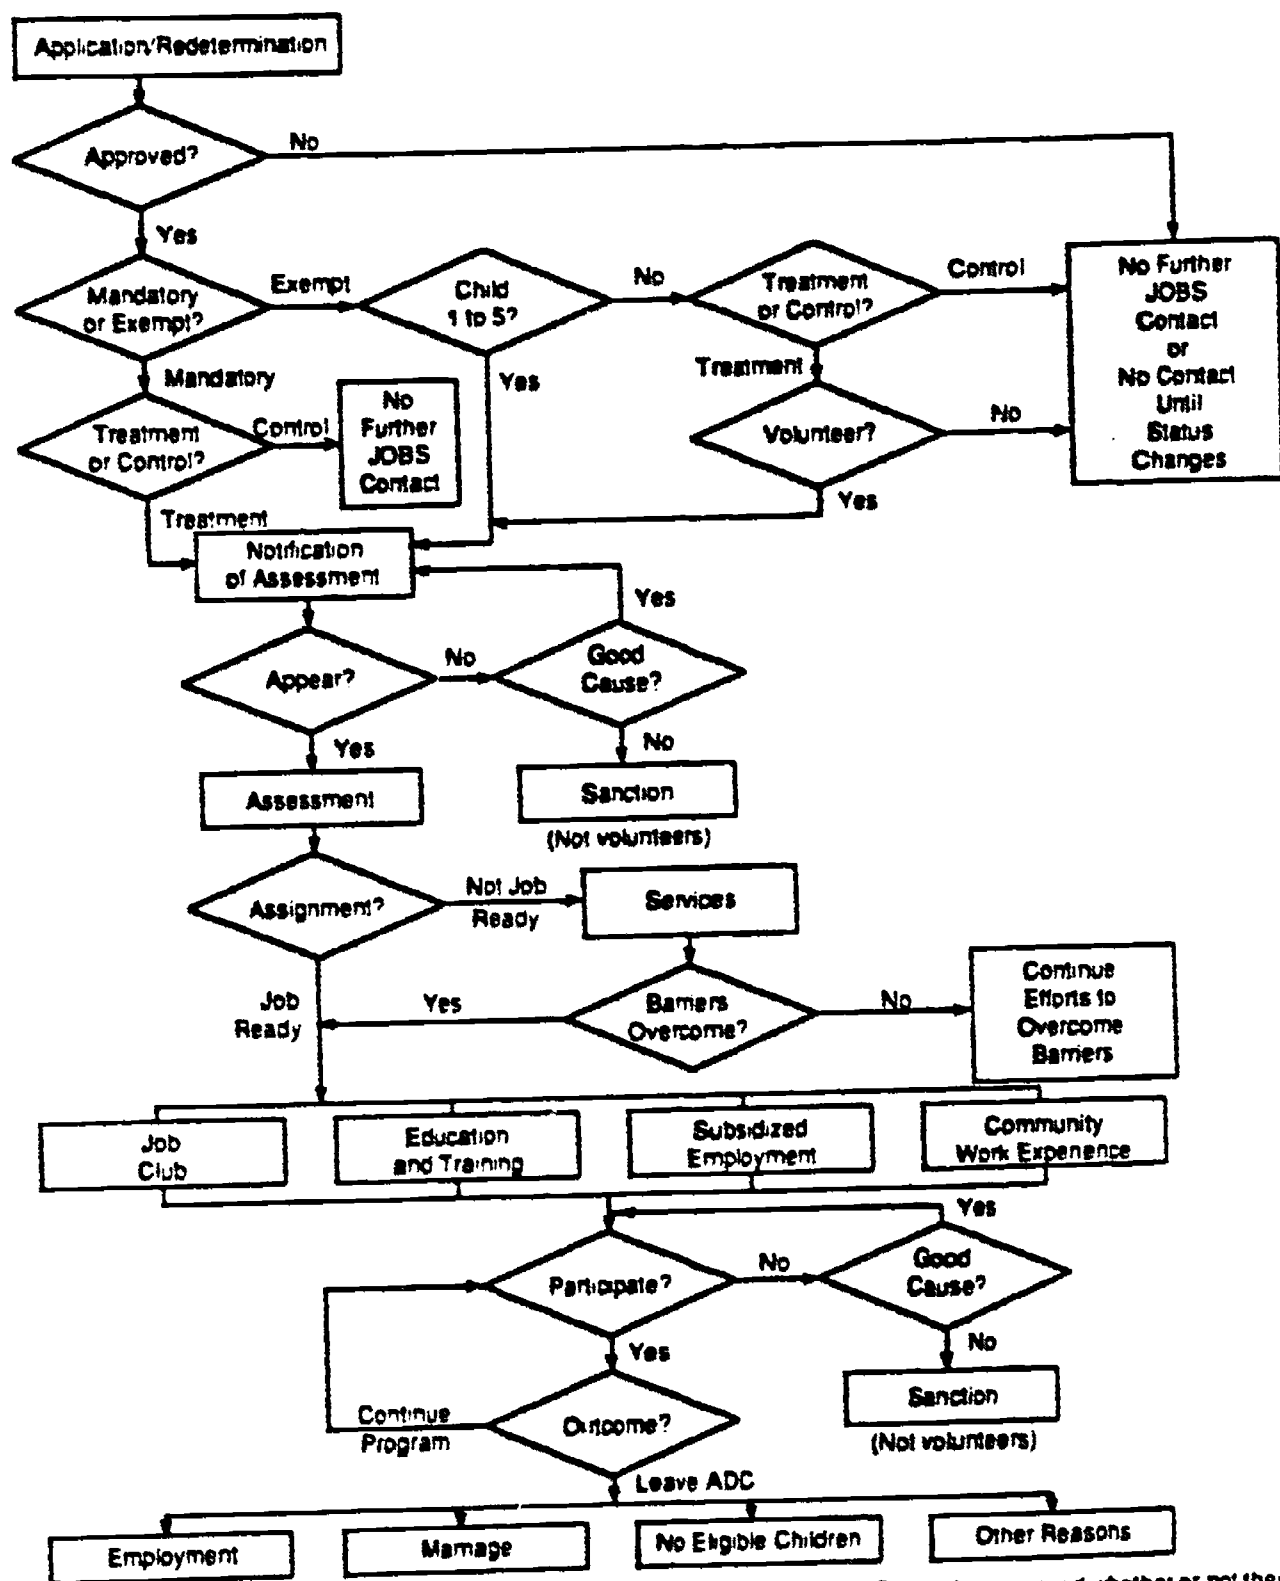 Application/Redetermination
No
Approved?
Yes
Mandatory
or Exempt?
Exempt
Child
1 to 5?
No
Treatment
or Control?
Control
No Further
JOBS
Contact
or
No Contact
Until
Status
Changes
Mandatory
Yes
Treatment
Treatment
or Control?
Control
No
Further
JOBS
Contact
Volunteer?
No
Yes
Treatment
Notification
of Assessment
Yes
Appear?
No
Good
Cause?
Yes
No
Assessment
Sanction
(Not volunteers)
Assignment?
Not Job
Ready
Services
Job
Ready
Yes
Barriers
Overcome?
No
Continue
Efforts to
Overcome
Barriers
Job
Club
Education
and Training
Subsidized
Employment
Community
Work Experience
Yes
Participate?
No
Good
Cause?
Yes
No
Continue
Program
Outcome?
Sanction
(Not volunteers)
Leave ADC
Employment
Marriage
No Eligible Children
Other Reasons
whether or not